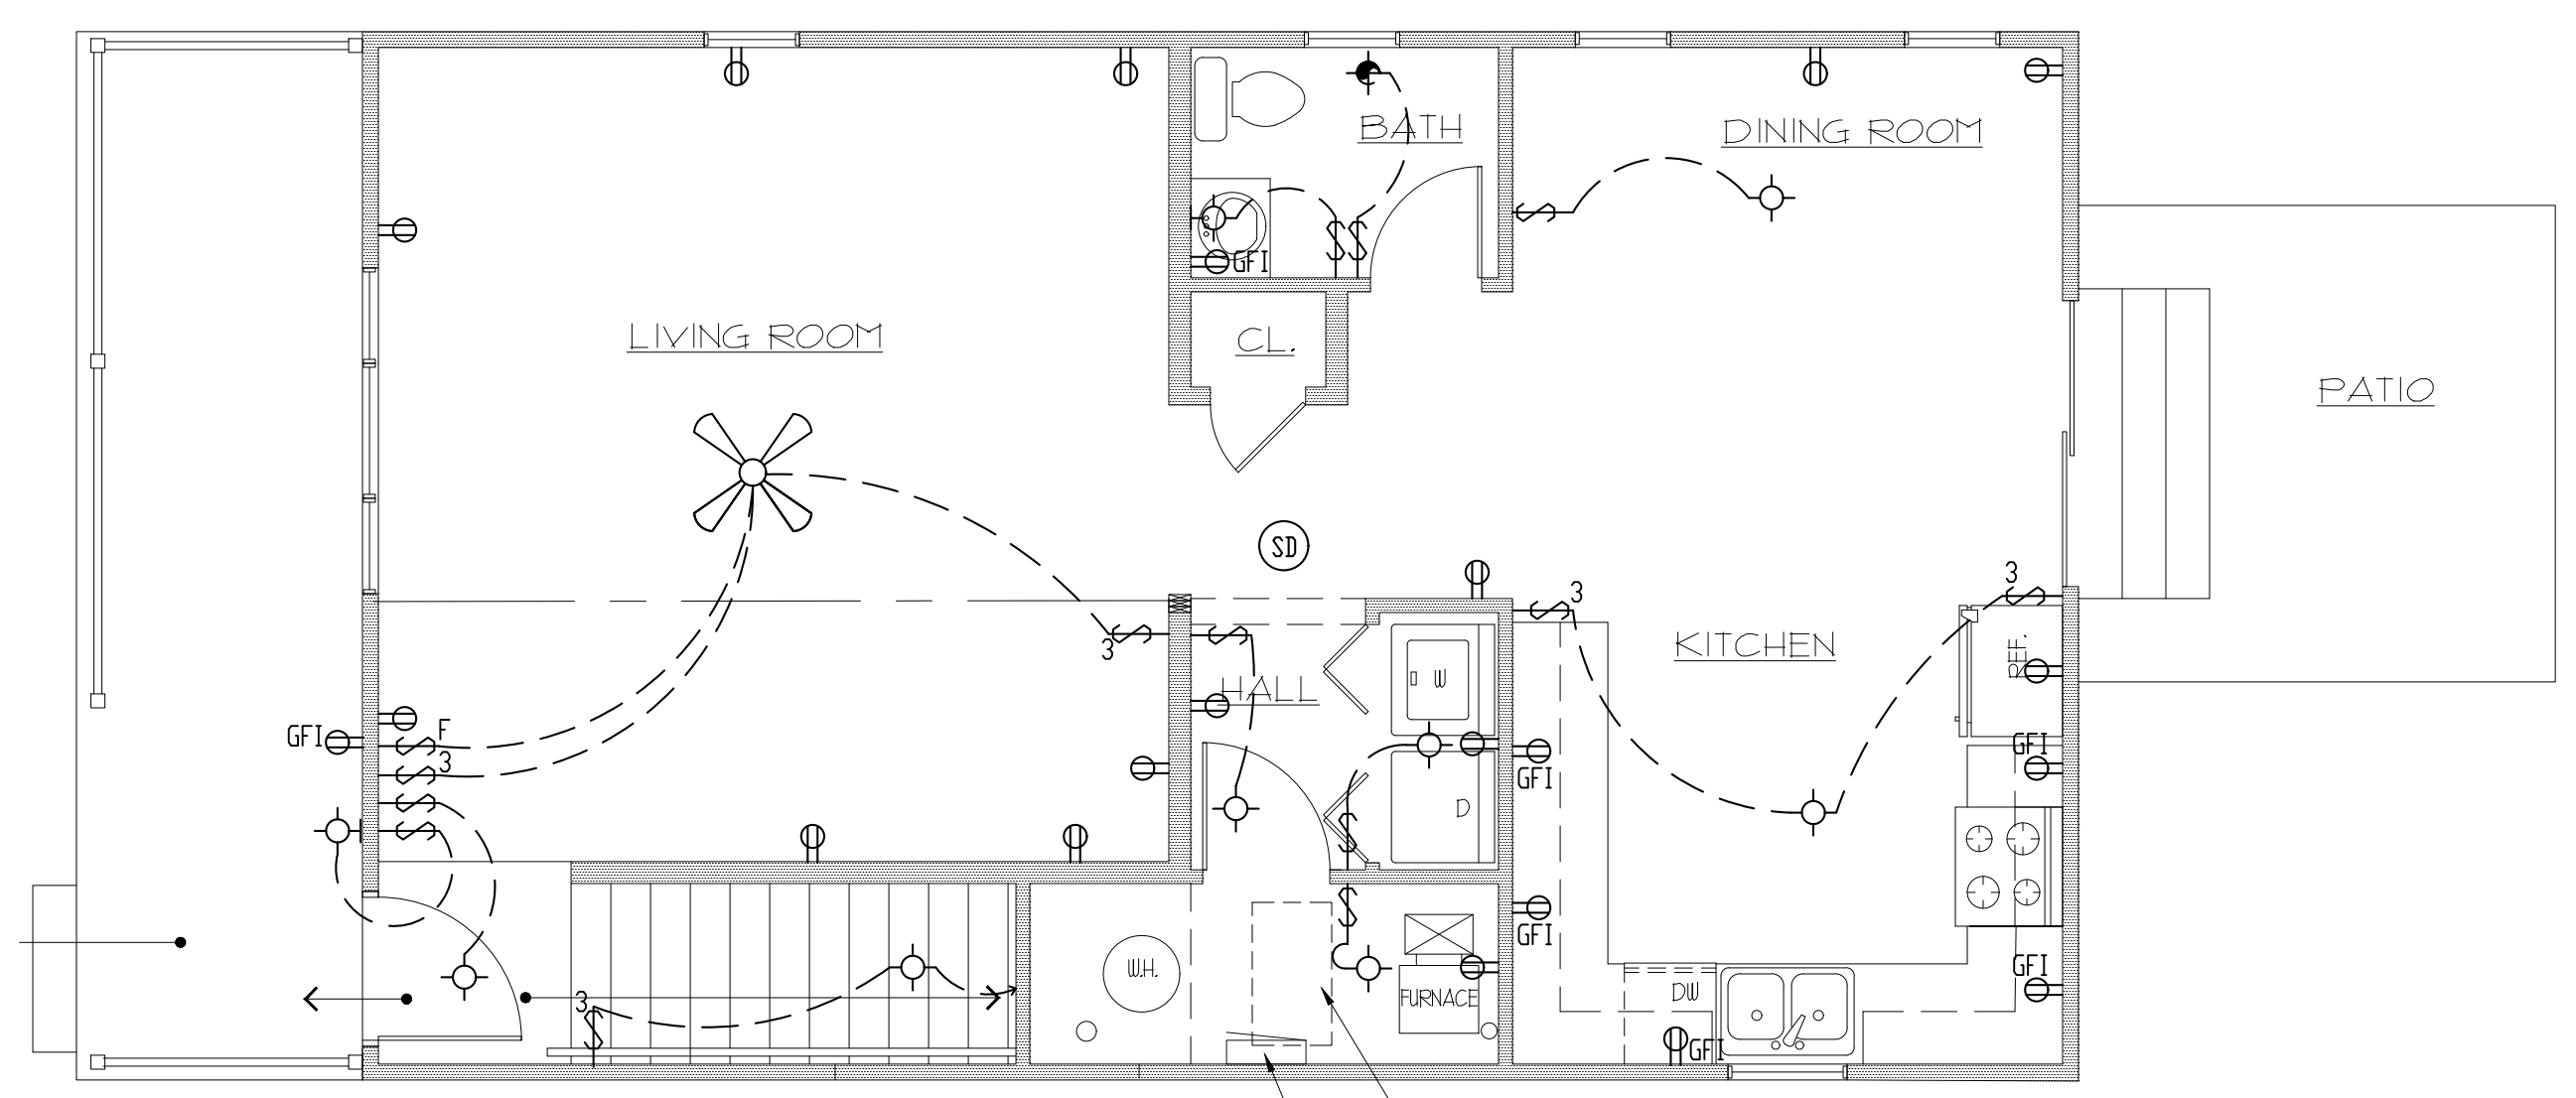 BATH
DINING ROOM
GFI
LIVING ROOM
CL.
PATIO
SD
3
3
3
KITCHEN
REF.
W
HALL
GFI
F
3
GFI
GFI
D
GFI
W.H.
GFI
DW
FURNACE
3
GFI